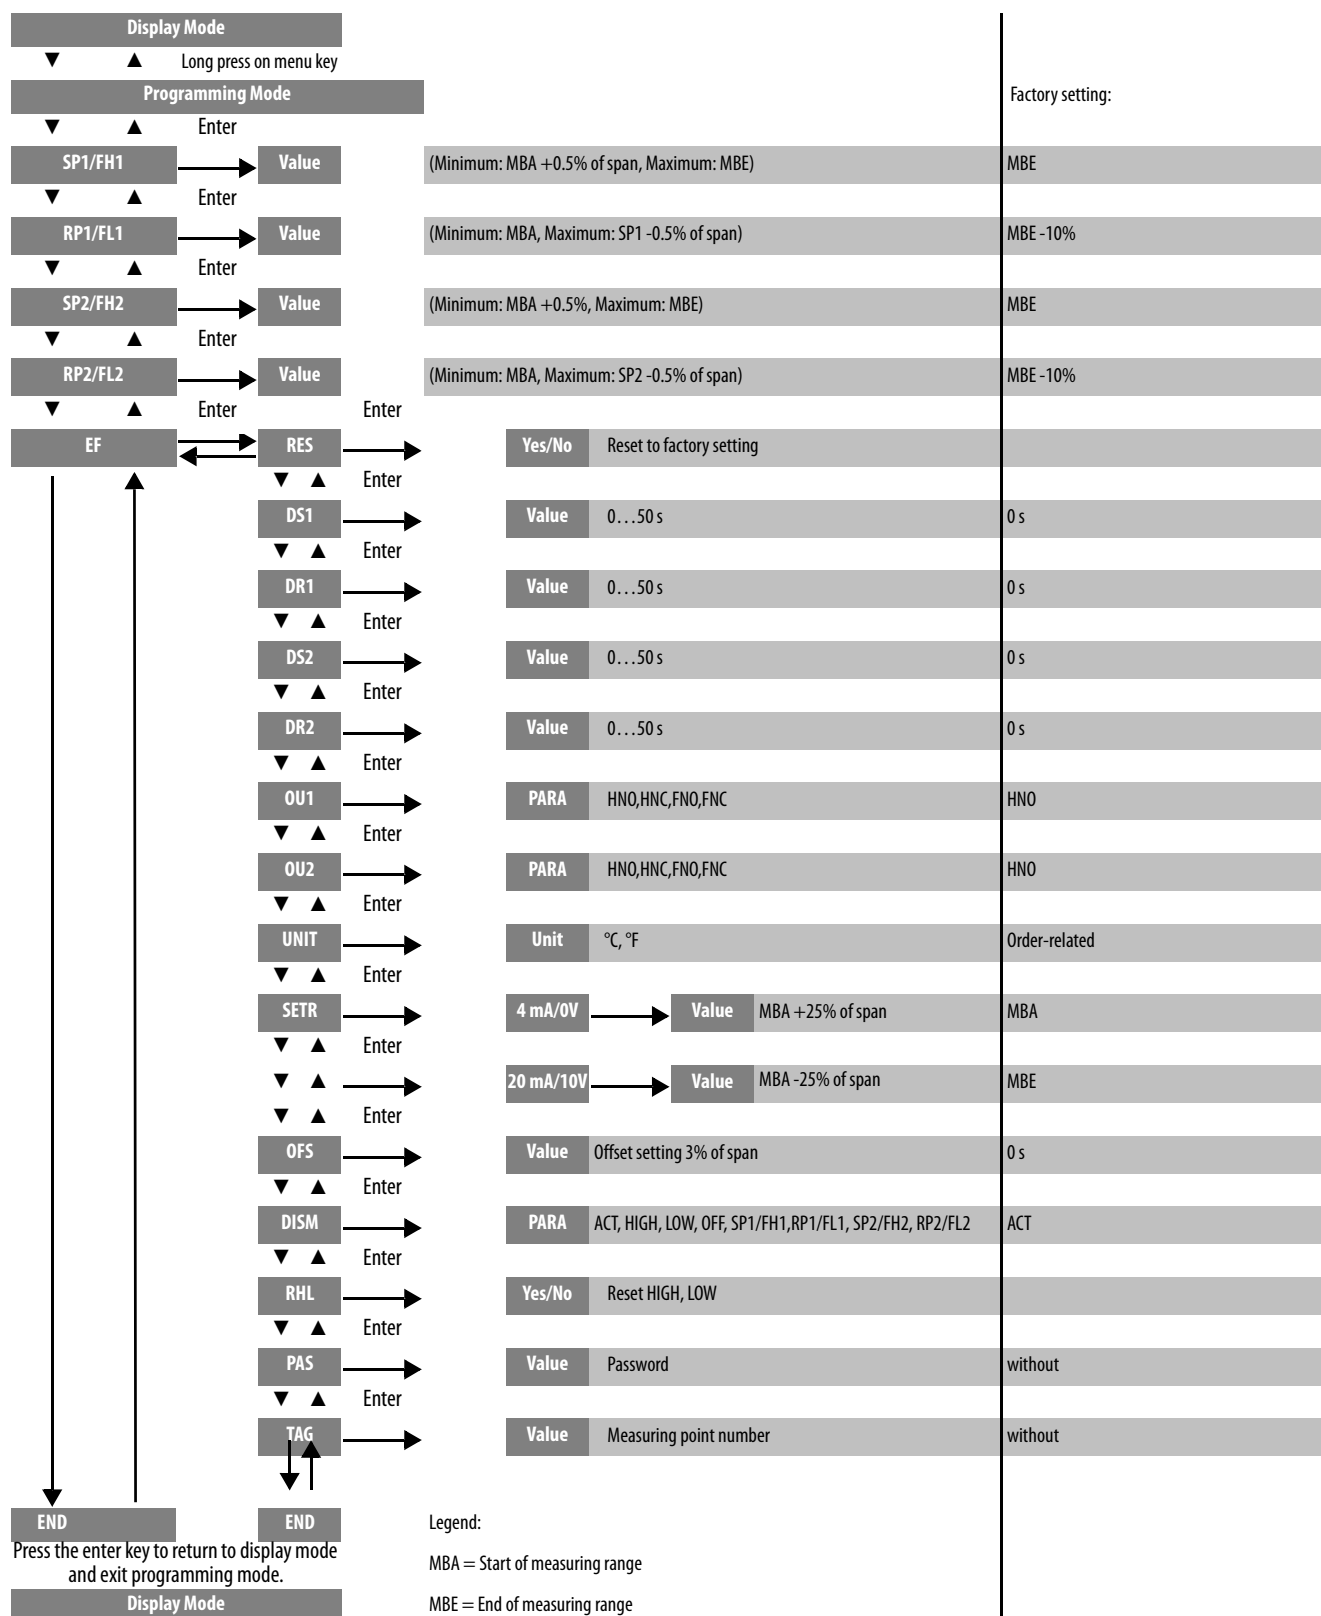 Display Mode
▼ ▲ Long press on menu key
Programming Mode
Factory setting:
▼ ▲ Enter
SP1/FH1 Value (Minimum: MBA +0.5% of span, Maximum: MBE) MBE
▼ ▲ Enter
RP1/FL1 Value (Minimum: MBA, Maximum: SP1 -0.5% of span) MBE -10%
▼ ▲ Enter
SP2/FH2 Value (Minimum: MBA +0.5%, Maximum: MBE) MBE
▼ ▲ Enter
RP2/FL2 Value (Minimum: MBA, Maximum: SP2 -0.5% of span) MBE -10%
▼ ▲ Enter Enter
EF RES Yes/No Reset to factory setting
▼ ▲ Enter
DS1 Value 0...50 s 0 s
▼ ▲ Enter
DR1 Value 0...50 s 0 s
▼ ▲ Enter
DS2 Value 0...50 s 0 s
▼ ▲ Enter
DR2 Value 0...50 s 0 s
▼ ▲ Enter
OU1 PARA HNO,HNC,FNO,FNC HNO
▼ ▲ Enter
OU2 PARA HNO,HNC,FNO,FNC HNO
▼ ▲ Enter
UNIT Unit °C, °F Order-related
▼ ▲ Enter
SETR 4 mA/0V Value MBA +25% of span MBA
▼ ▲ Enter
▼ ▲ 20 mA/10V Value MBA -25% of span MBE
▼ ▲ Enter
OFS Value Offset setting 3% of span 0 s
▼ ▲ Enter
DISM PARA ACT, HIGH, LOW, OFF, SP1/FH1,RP1/FL1, SP2/FH2, RP2/FL2 ACT
▼ ▲ Enter
RHL Yes/No Reset HIGH, LOW
▼ ▲ Enter
PAS Value Password without
▼ ▲ Enter
TAG Value Measuring point number without
END END Legend:
Press the enter key to return to display mode
and exit programming mode.
MBA = Start of measuring range
Display Mode
MBE = End of measuring range